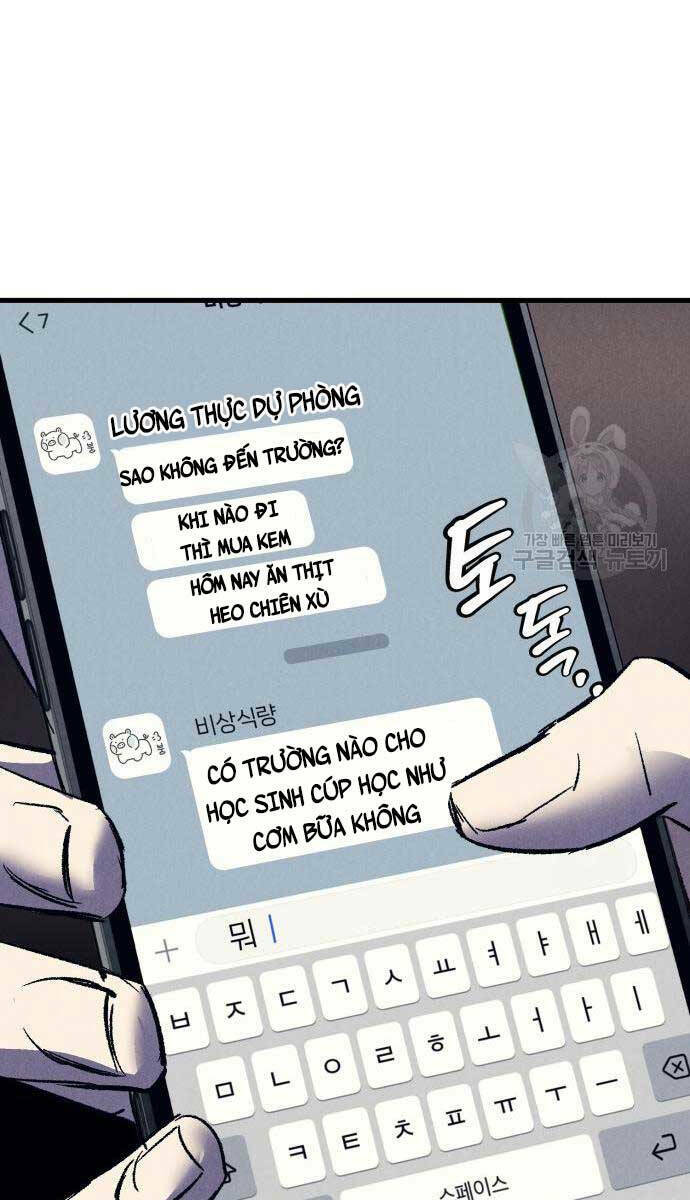 <7
LƯƠNG THỰC DỰ PHÒNG
SAO KHÔNG ĐẾN TRƯỜNG?
KHI NÀO ĐI
THÌ MUA KEM
HÔM NAY ĂN THỊT
HEO CHIÊN XÙ
가장 빠른 웹툰 미리보기
구글검색 뉴토끼
토
독
비상식량
CÓ TRƯỜNG NÀO CHO
HỌC SINH CÚP HỌC NHƯ
CƠM BỮA KHÔNG
뭐
ㅂ ㅈ ㄷ ㄱ ㅅ ㅛ ㅕ ㅑ ㅐ ㅔ
ㅁ ㄴ ㅇ ㄹ ㅎ ㅗ ㅓ ㅏ ㅣ
ㅋ ㅌ ㅊ ㅍ ㅠ ㅜ ㅡ
스페이스